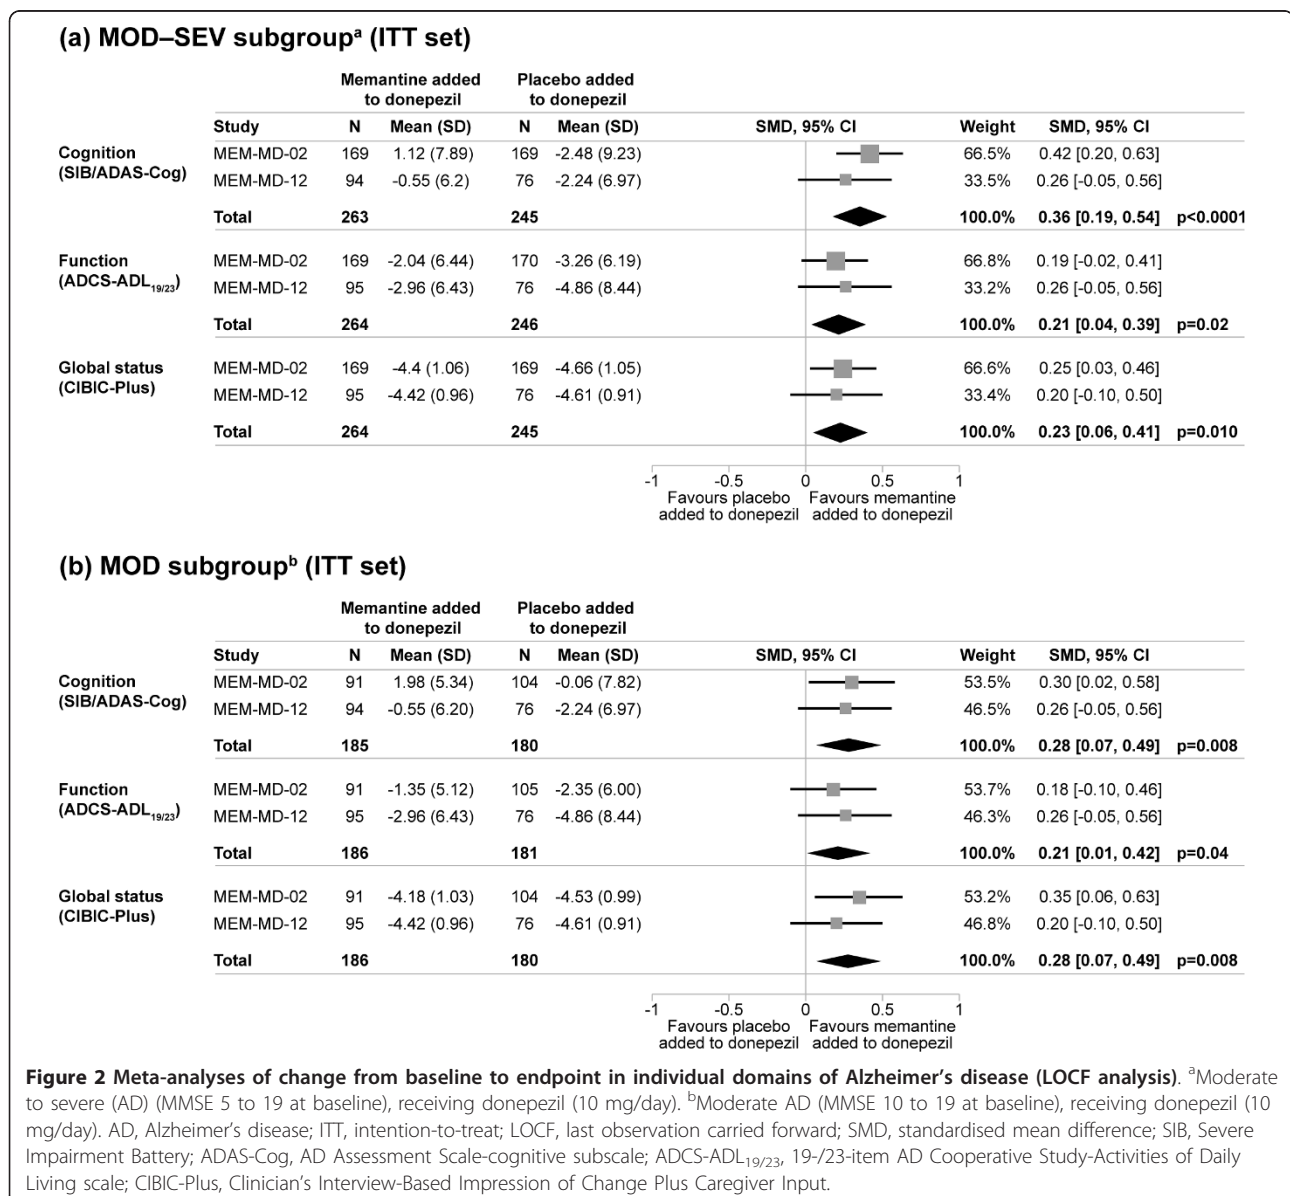 (a) MOD–SEV subgroupᵃ (ITT set)
Memantine added to donepezil Placebo added to donepezil
Study N Mean (SD) N Mean (SD) SMD, 95% CI Weight SMD, 95% CI
Cognition (SIB/ADAS-Cog)
MEM-MD-02 169 1.12 (7.89) 169 -2.48 (9.23) 66.5% 0.42 [0.20, 0.63]
MEM-MD-12 94 -0.55 (6.2) 76 -2.24 (6.97) 33.5% 0.26 [-0.05, 0.56]
Total 263 245 100.0% 0.36 [0.19, 0.54] p<0.0001
Function (ADCS-ADL19/23)
MEM-MD-02 169 -2.04 (6.44) 170 -3.26 (6.19) 66.8% 0.19 [-0.02, 0.41]
MEM-MD-12 95 -2.96 (6.43) 76 -4.86 (8.44) 33.2% 0.26 [-0.05, 0.56]
Total 264 246 100.0% 0.21 [0.04, 0.39] p=0.02
Global status (CIBIC-Plus)
MEM-MD-02 169 -4.4 (1.06) 169 -4.66 (1.05) 66.6% 0.25 [0.03, 0.46]
MEM-MD-12 95 -4.42 (0.96) 76 -4.61 (0.91) 33.4% 0.20 [-0.10, 0.50]
Total 264 245 100.0% 0.23 [0.06, 0.41] p=0.010
-1 -0.5 0 0.5 1
Favours placebo added to donepezil Favours memantine added to donepezil
(b) MOD subgroupᵇ (ITT set)
Memantine added to donepezil Placebo added to donepezil
Study N Mean (SD) N Mean (SD) SMD, 95% CI Weight SMD, 95% CI
Cognition (SIB/ADAS-Cog)
MEM-MD-02 91 1.98 (5.34) 104 -0.06 (7.82) 53.5% 0.30 [0.02, 0.58]
MEM-MD-12 94 -0.55 (6.20) 76 -2.24 (6.97) 46.5% 0.26 [-0.05, 0.56]
Total 185 180 100.0% 0.28 [0.07, 0.49] p=0.008
Function (ADCS-ADL19/23)
MEM-MD-02 91 -1.35 (5.12) 105 -2.35 (6.00) 53.7% 0.18 [-0.10, 0.46]
MEM-MD-12 95 -2.96 (6.43) 76 -4.86 (8.44) 46.3% 0.26 [-0.05, 0.56]
Total 186 181 100.0% 0.21 [0.01, 0.42] p=0.04
Global status (CIBIC-Plus)
MEM-MD-02 91 -4.18 (1.03) 104 -4.53 (0.99) 53.2% 0.35 [0.06, 0.63]
MEM-MD-12 95 -4.42 (0.96) 76 -4.61 (0.91) 46.8% 0.20 [-0.10, 0.50]
Total 186 180 100.0% 0.28 [0.07, 0.49] p=0.008
-1 -0.5 0 0.5 1
Favours placebo added to donepezil Favours memantine added to donepezil
Figure 2 Meta-analyses of change from baseline to endpoint in individual domains of Alzheimer's disease (LOCF analysis). ᵃModerate
to severe (AD) (MMSE 5 to 19 at baseline), receiving donepezil (10 mg/day). ᵇModerate AD (MMSE 10 to 19 at baseline), receiving donepezil (10
mg/day). AD, Alzheimer's disease; ITT, intention-to-treat; LOCF, last observation carried forward; SMD, standardised mean difference; SIB, Severe
Impairment Battery; ADAS-Cog, AD Assessment Scale-cognitive subscale; ADCS-ADL19/23, 19-/23-item AD Cooperative Study-Activities of Daily
Living scale; CIBIC-Plus, Clinician's Interview-Based Impression of Change Plus Caregiver Input.